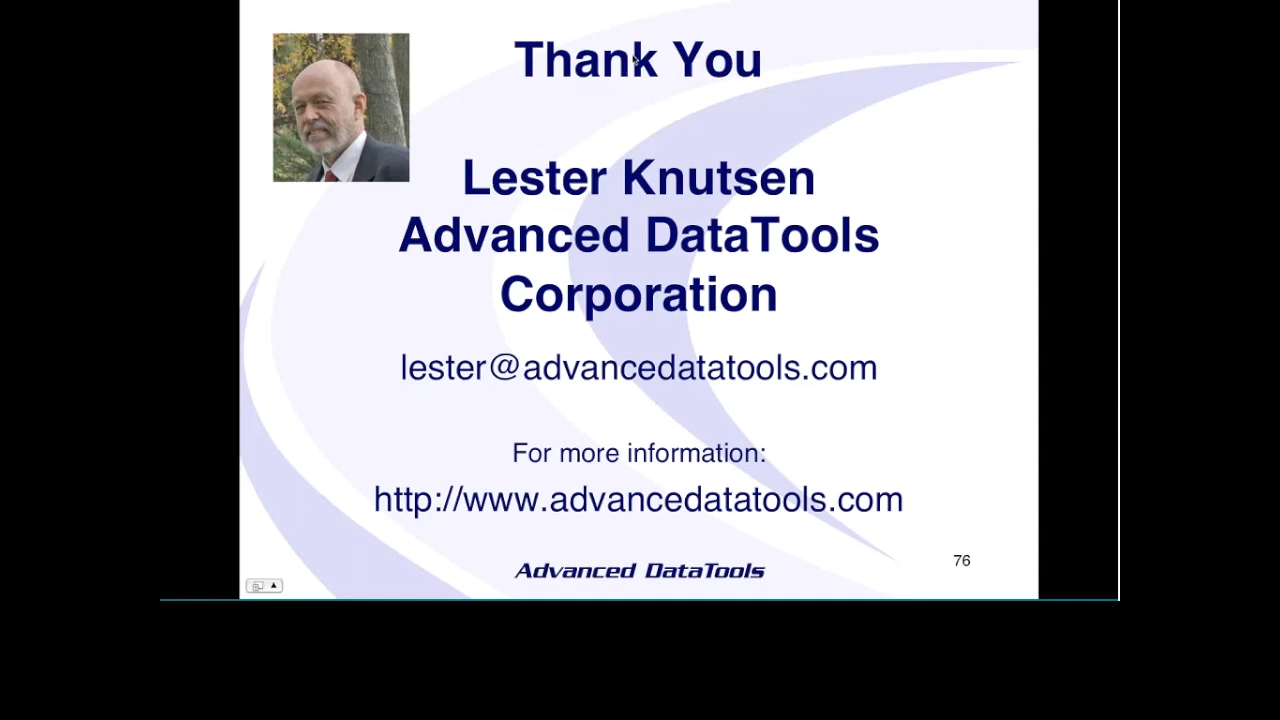 Thank You
Lester Knutsen
Advanced DataTools
Corporation
lester@advancedatatools.com
For more information:
http://www.advancedatatools.com
Advanced DataTools
76